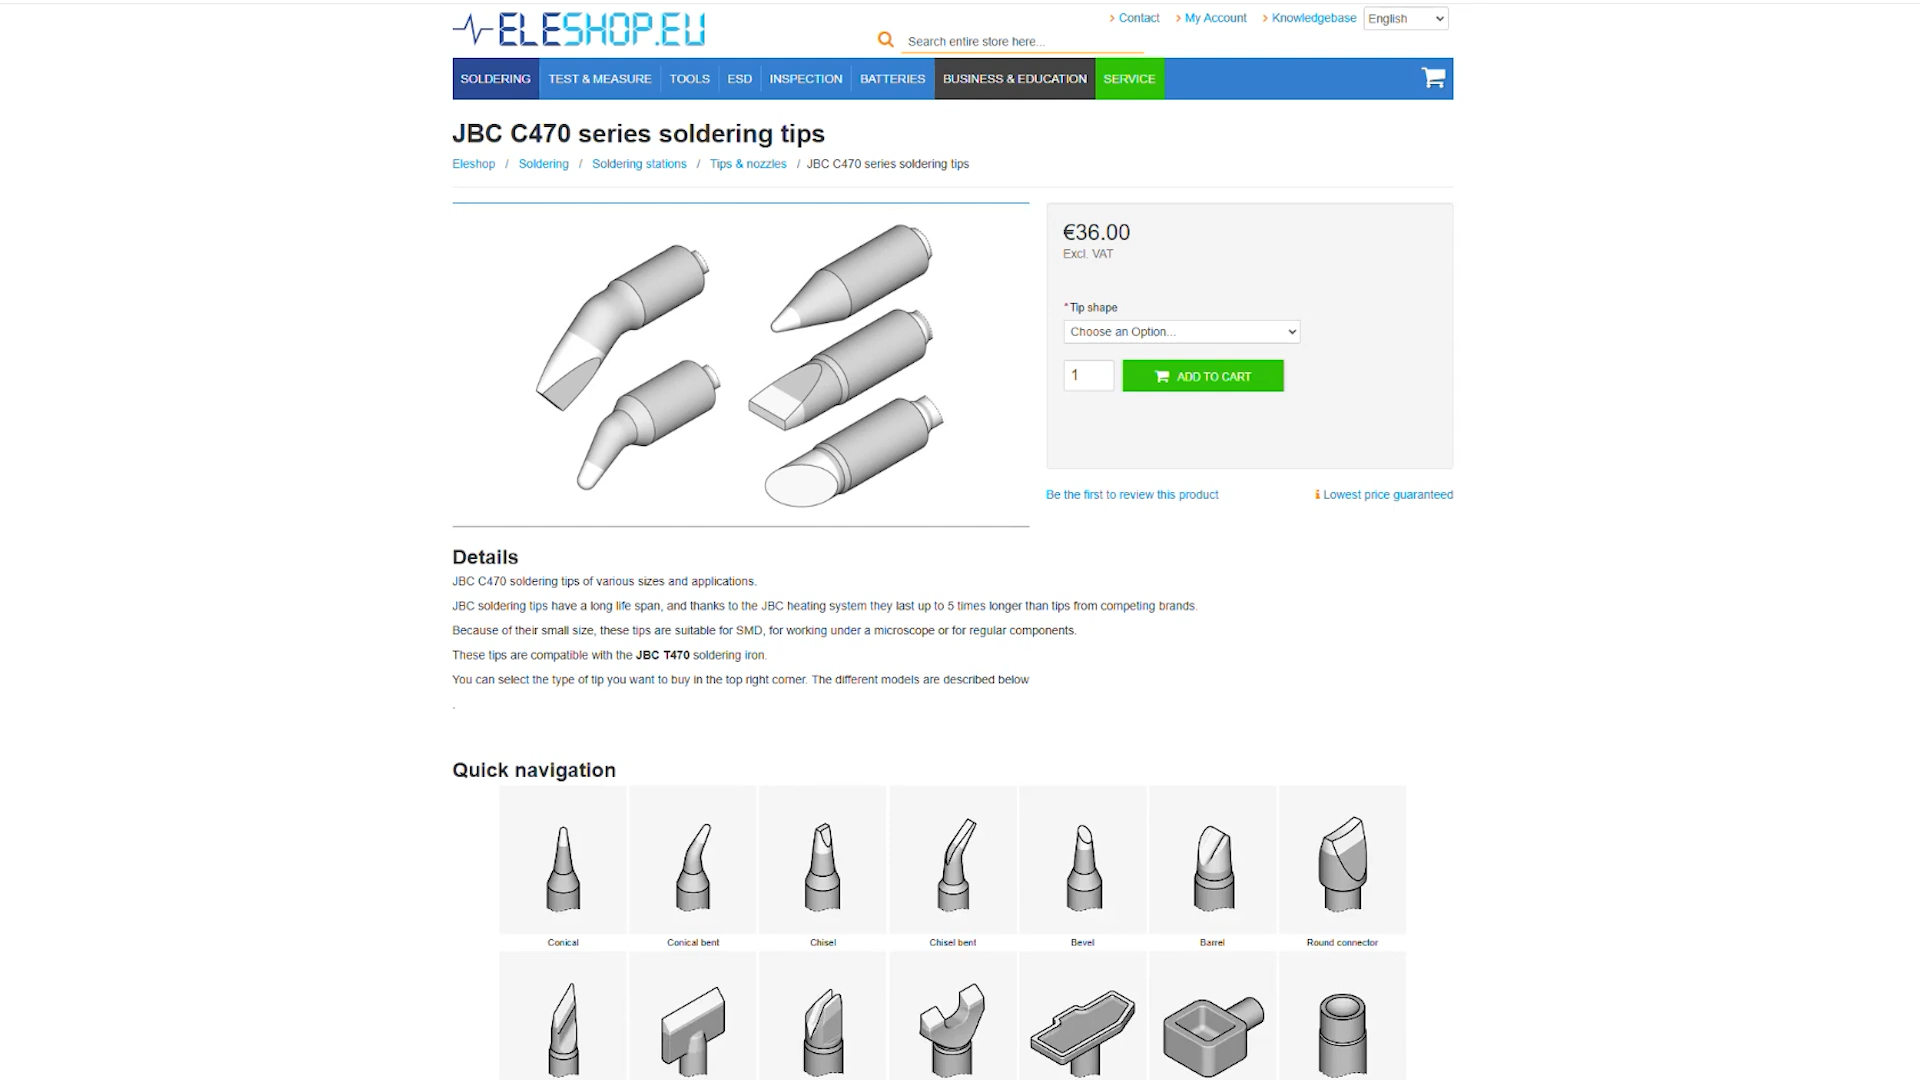 ELESHOP.EU
Contact
My Account
Knowledgebase
English
Search entire store here...
SOLDERING
TEST & MEASURE
TOOLS
ESD
INSPECTION
BATTERIES
BUSINESS & EDUCATION
SERVICE
JBC C470 series soldering tips
Eleshop / Soldering / Soldering stations / Tips & nozzles / JBC C470 series soldering tips
€36.00
Excl. VAT
*Tip shape
Choose an Option...
1
ADD TO CART
Be the first to review this product
Lowest price guaranteed
Details
JBC C470 soldering tips of various sizes and applications.
JBC soldering tips have a long life span, and thanks to the JBC heating system they last up to 5 times longer than tips from competing brands.
Because of their small size, these tips are suitable for SMD, for working under a microscope or for regular components.
These tips are compatible with the JBC T470 soldering iron.
You can select the type of tip you want to buy in the top right corner. The different models are described below
.
Quick navigation
Conical
Conical bent
Chisel
Chisel bent
Bevel
Barrel
Round connector